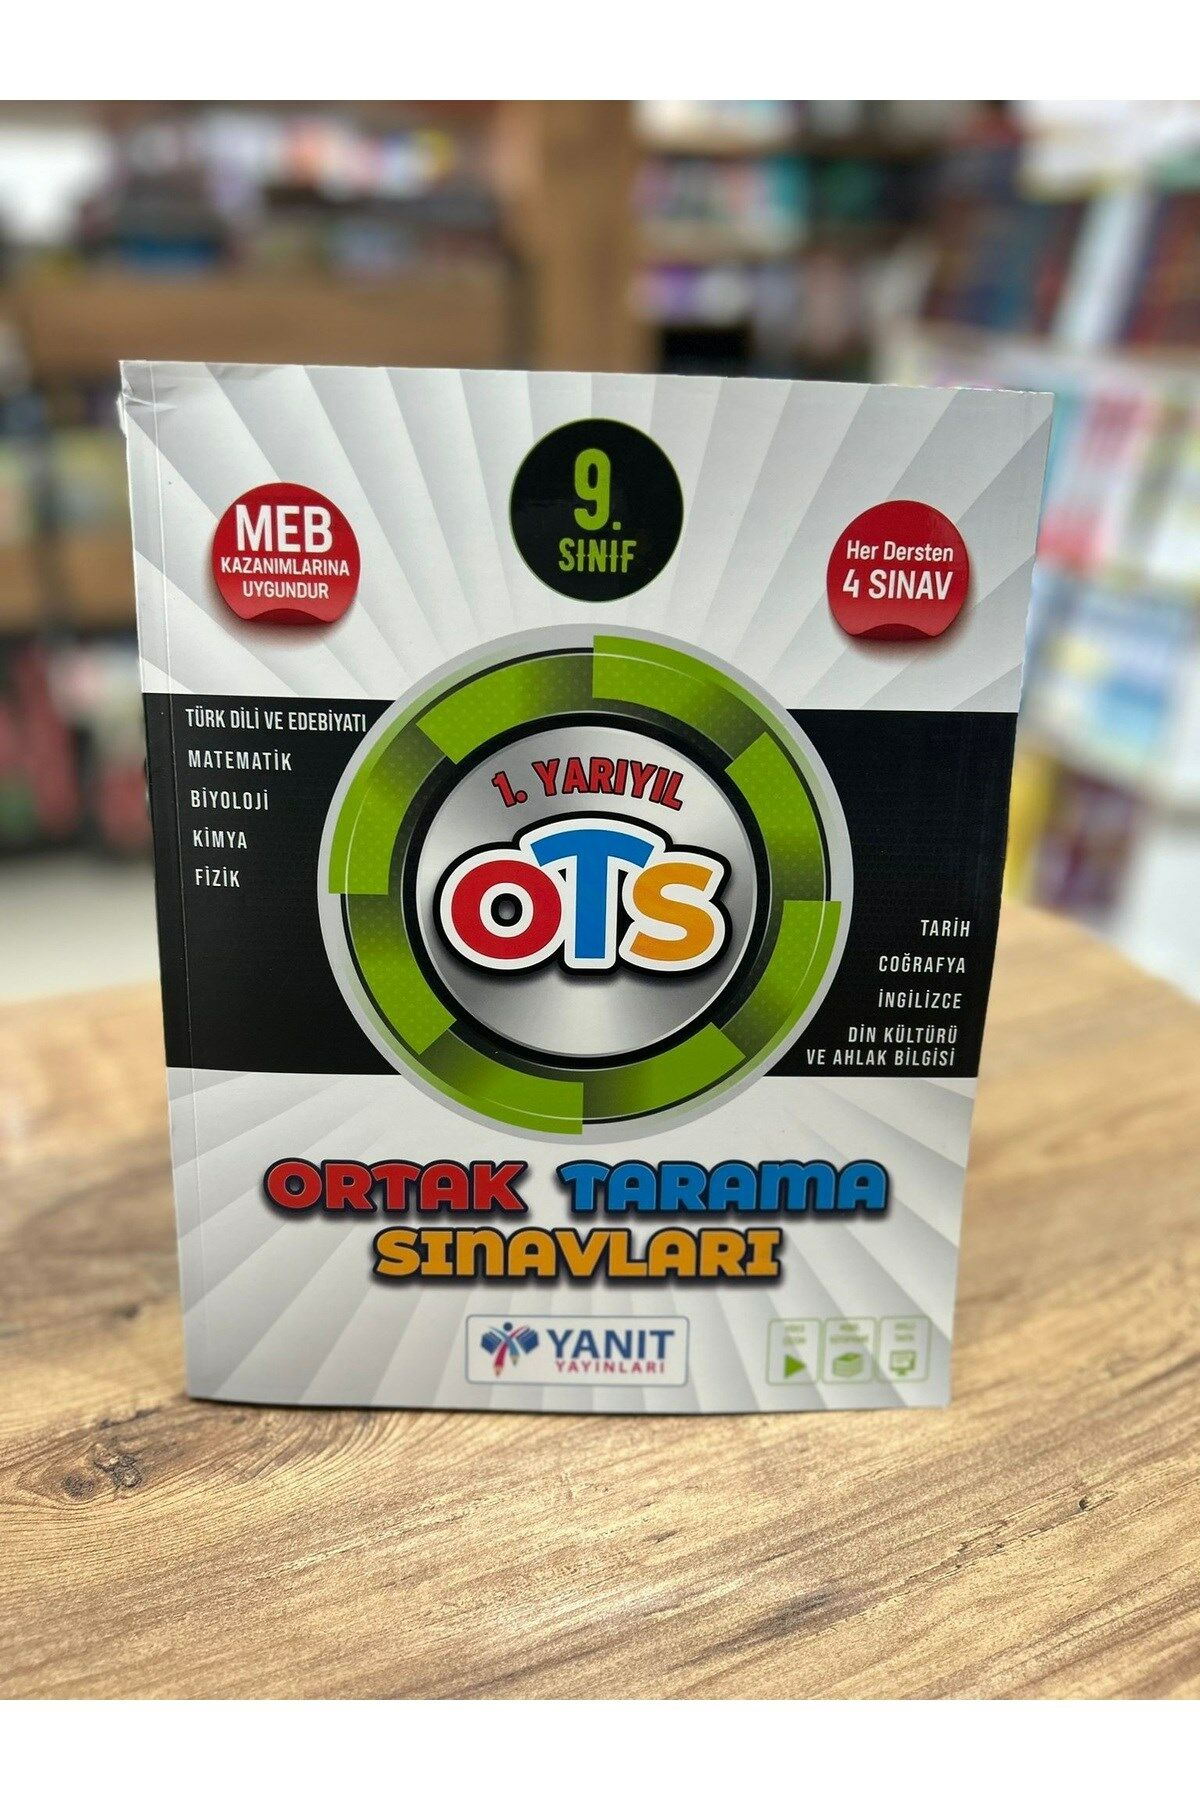 9.
SINIF
MEB
KAZANIMLARINA
UYGUNDUR
Her Dersten
4 SINAV
TÜRK DİLİ VE EDEBİYATI
MATEMATİK
BİYOLOJİ
KİMYA
FİZİK
1. YARIYIL
OTS
TARİH
COĞRAFYA
İNGİLİZCE
DİN KÜLTÜRÜ
VE AHLAK BİLGİSİ
ORTAK TARAMA
SINAVLARI
YANIT
YAYINLARI